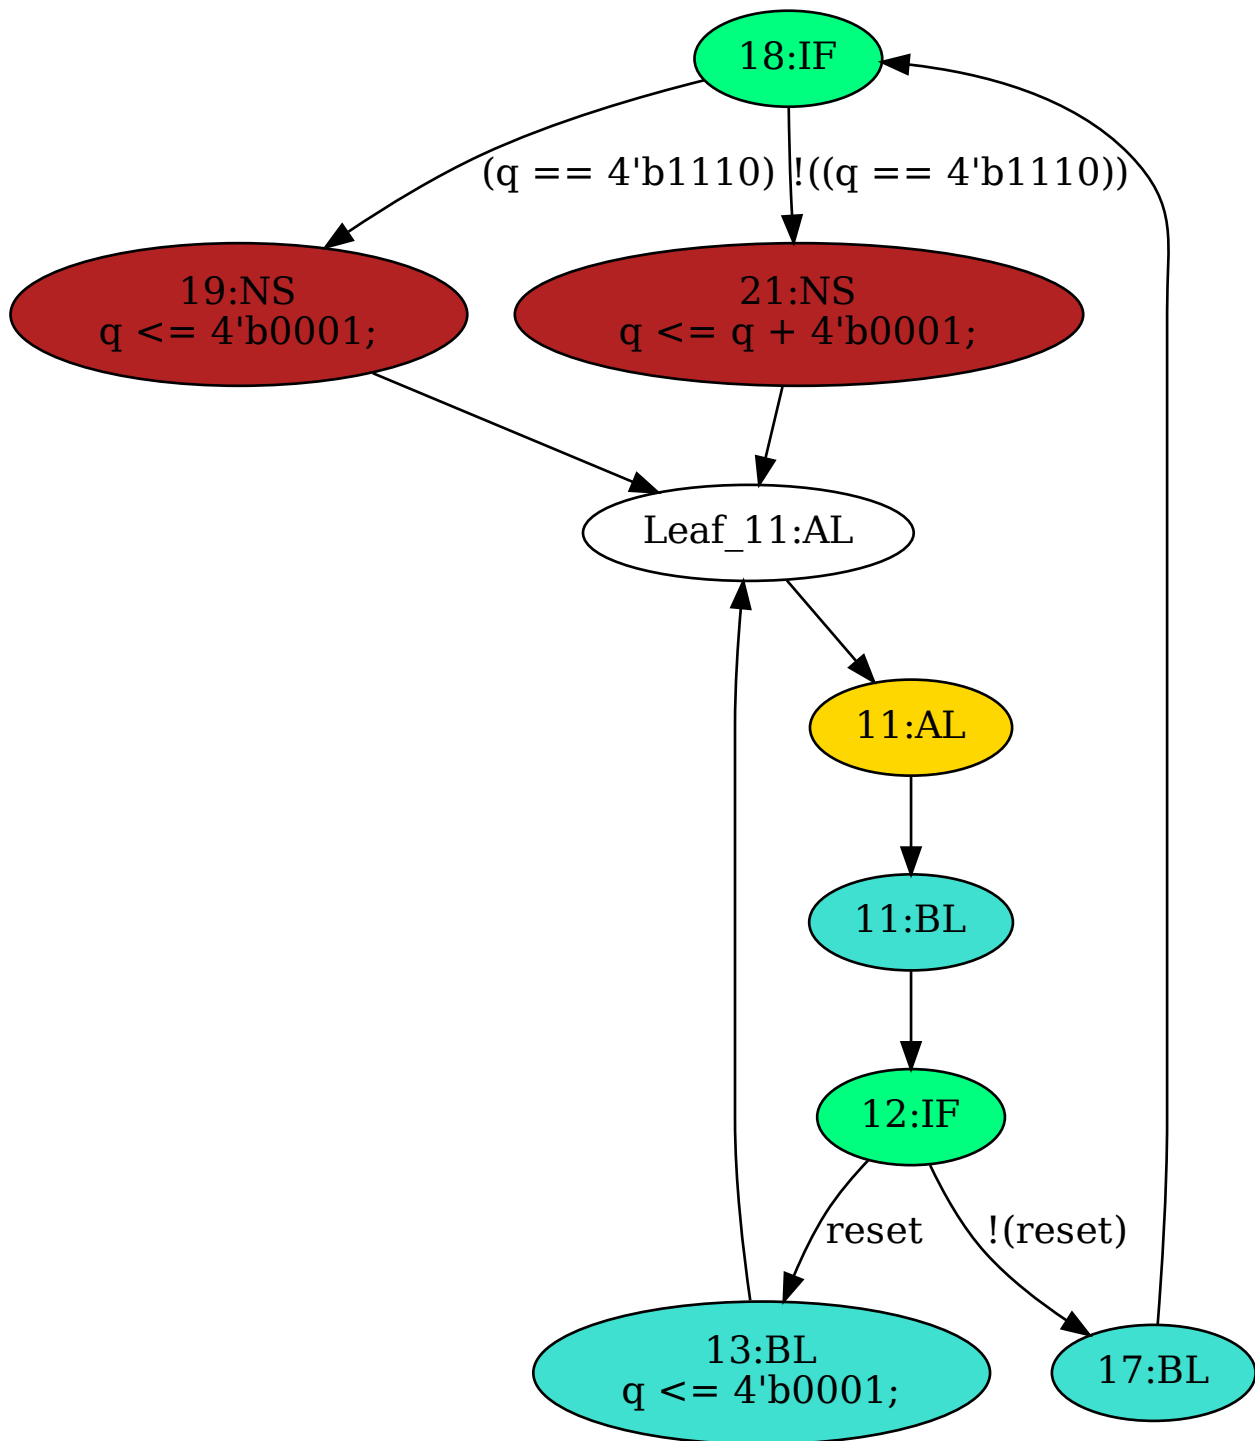 18:IF
(q == 4'b1110)
!((q == 4'b1110))
19:NS
q <= 4'b0001;
21:NS
q <= q + 4'b0001;
Leaf_11:AL
11:AL
11:BL
12:IF
reset
!(reset)
13:BL
q <= 4'b0001;
17:BL